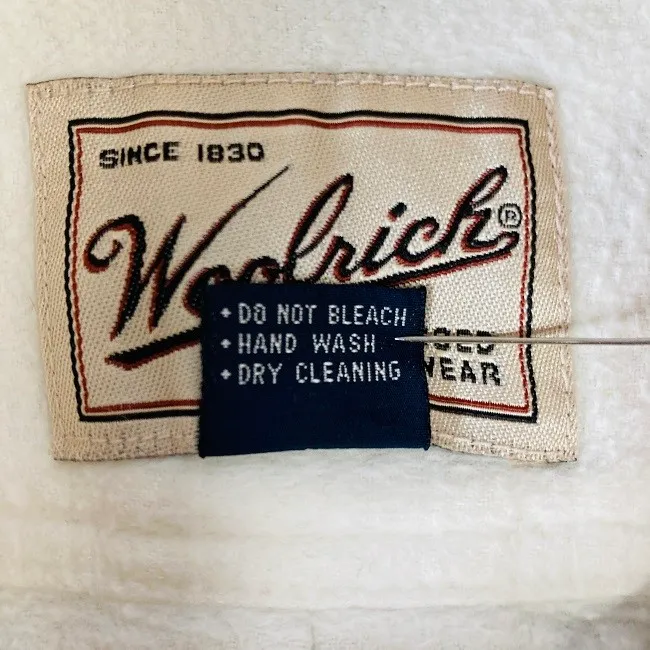 SINCE 1830
Woolrich®
+ DO NOT BLEACH
+ HAND WASH
+ DRY CLEANING
WEAR